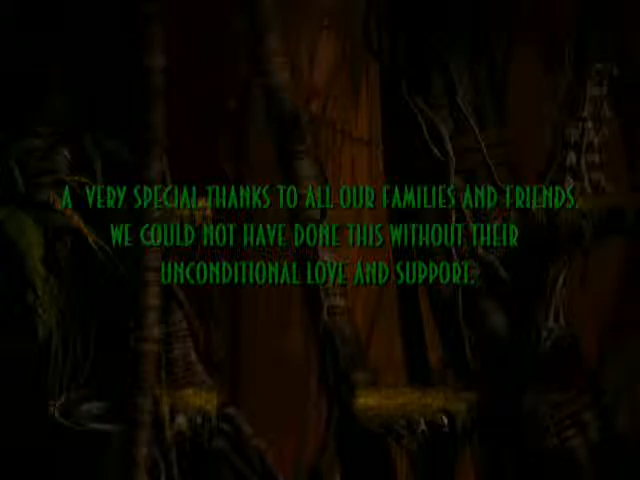 A VERY SPECIAL THANKS TO ALL OUR FAMILIES AND FRIENDS.
WE COULD NOT HAVE DONE THIS WITHOUT THEIR
UNCONDITIONAL LOVE AND SUPPORT.